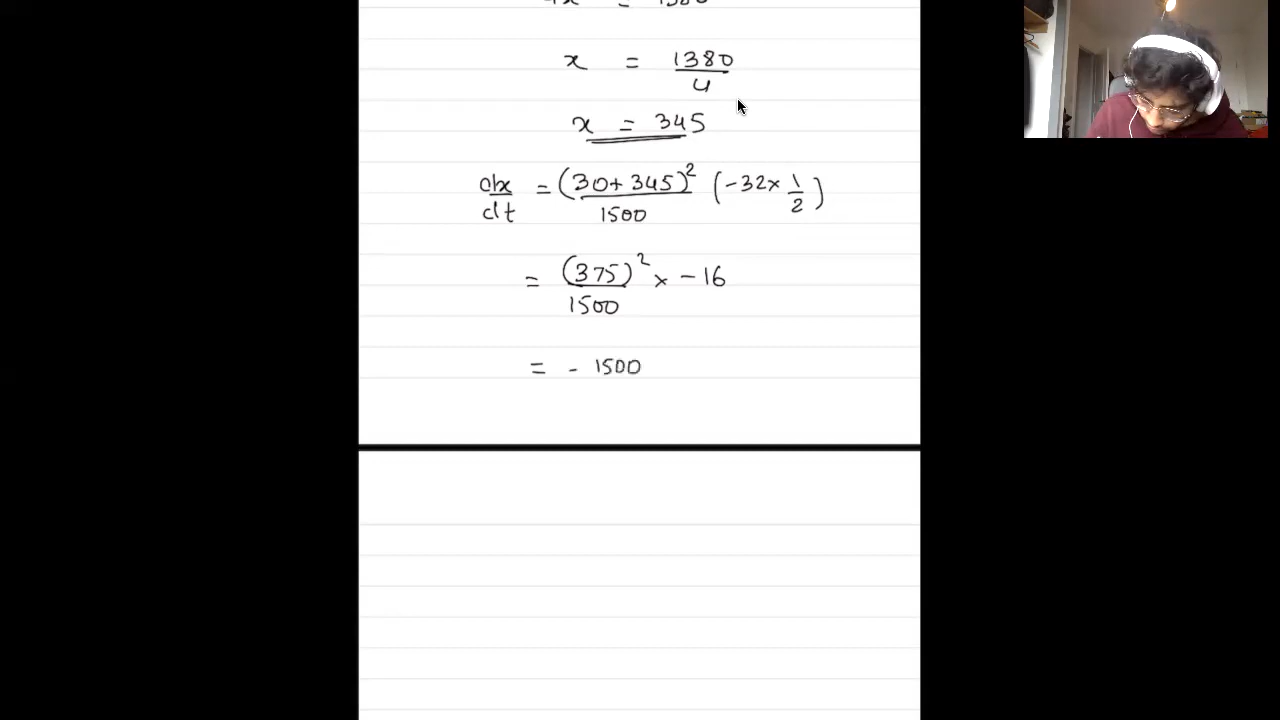 x = 1380/4
x = 345
dx/dt = (30+345)²/1500 (-32×1/2)
= (375)²/1500 × -16
= - 1500